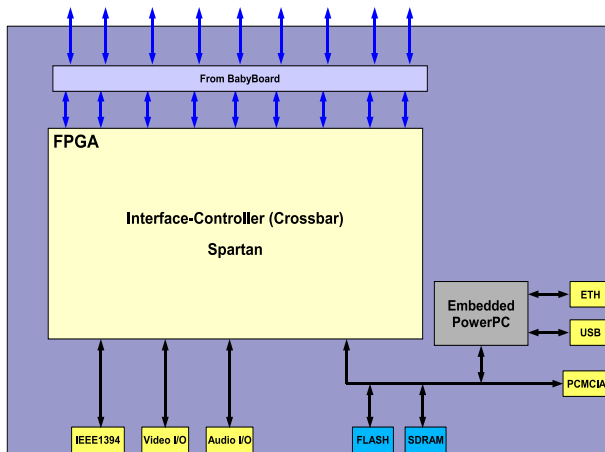 From BabyBoard
FPGA
Interface-Controller (Crossbar)
Spartan
Embedded
PowerPC
ETH
USB
PCMCIA
IEEE1394
Video I/O
Audio I/O
FLASH
SDRAM